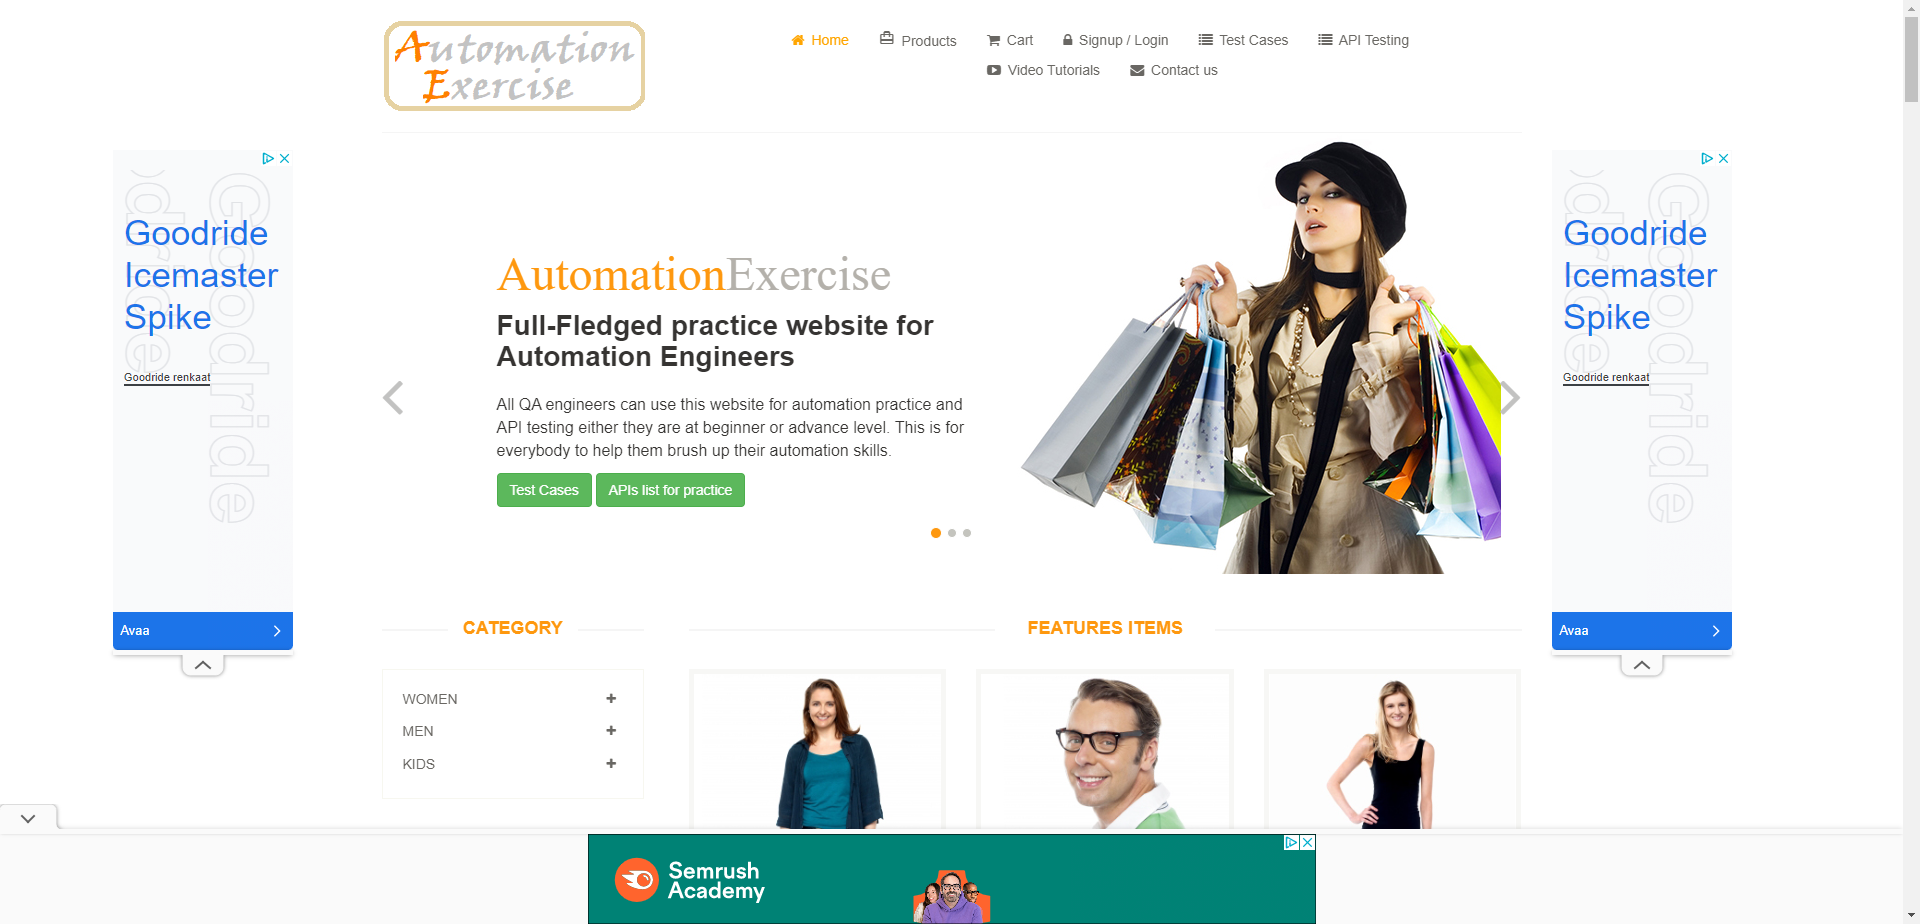 Automation
Exercise
Home
Products
Cart
Signup / Login
Test Cases
API Testing
Video Tutorials
Contact us
Goodride
Goodride
Icemaster
Spike
Goodride renkaat
Avaa
AutomationExercise
Full-Fledged practice website for
Automation Engineers
All QA engineers can use this website for automation practice and
API testing either they are at beginner or advance level. This is for
everybody to help them brush up their automation skills.
Test Cases
APIs list for practice
Goodride
Goodride
Icemaster
Spike
Goodride renkaat
Avaa
CATEGORY
WOMEN
MEN
KIDS
FEATURES ITEMS
Semrush
Academy